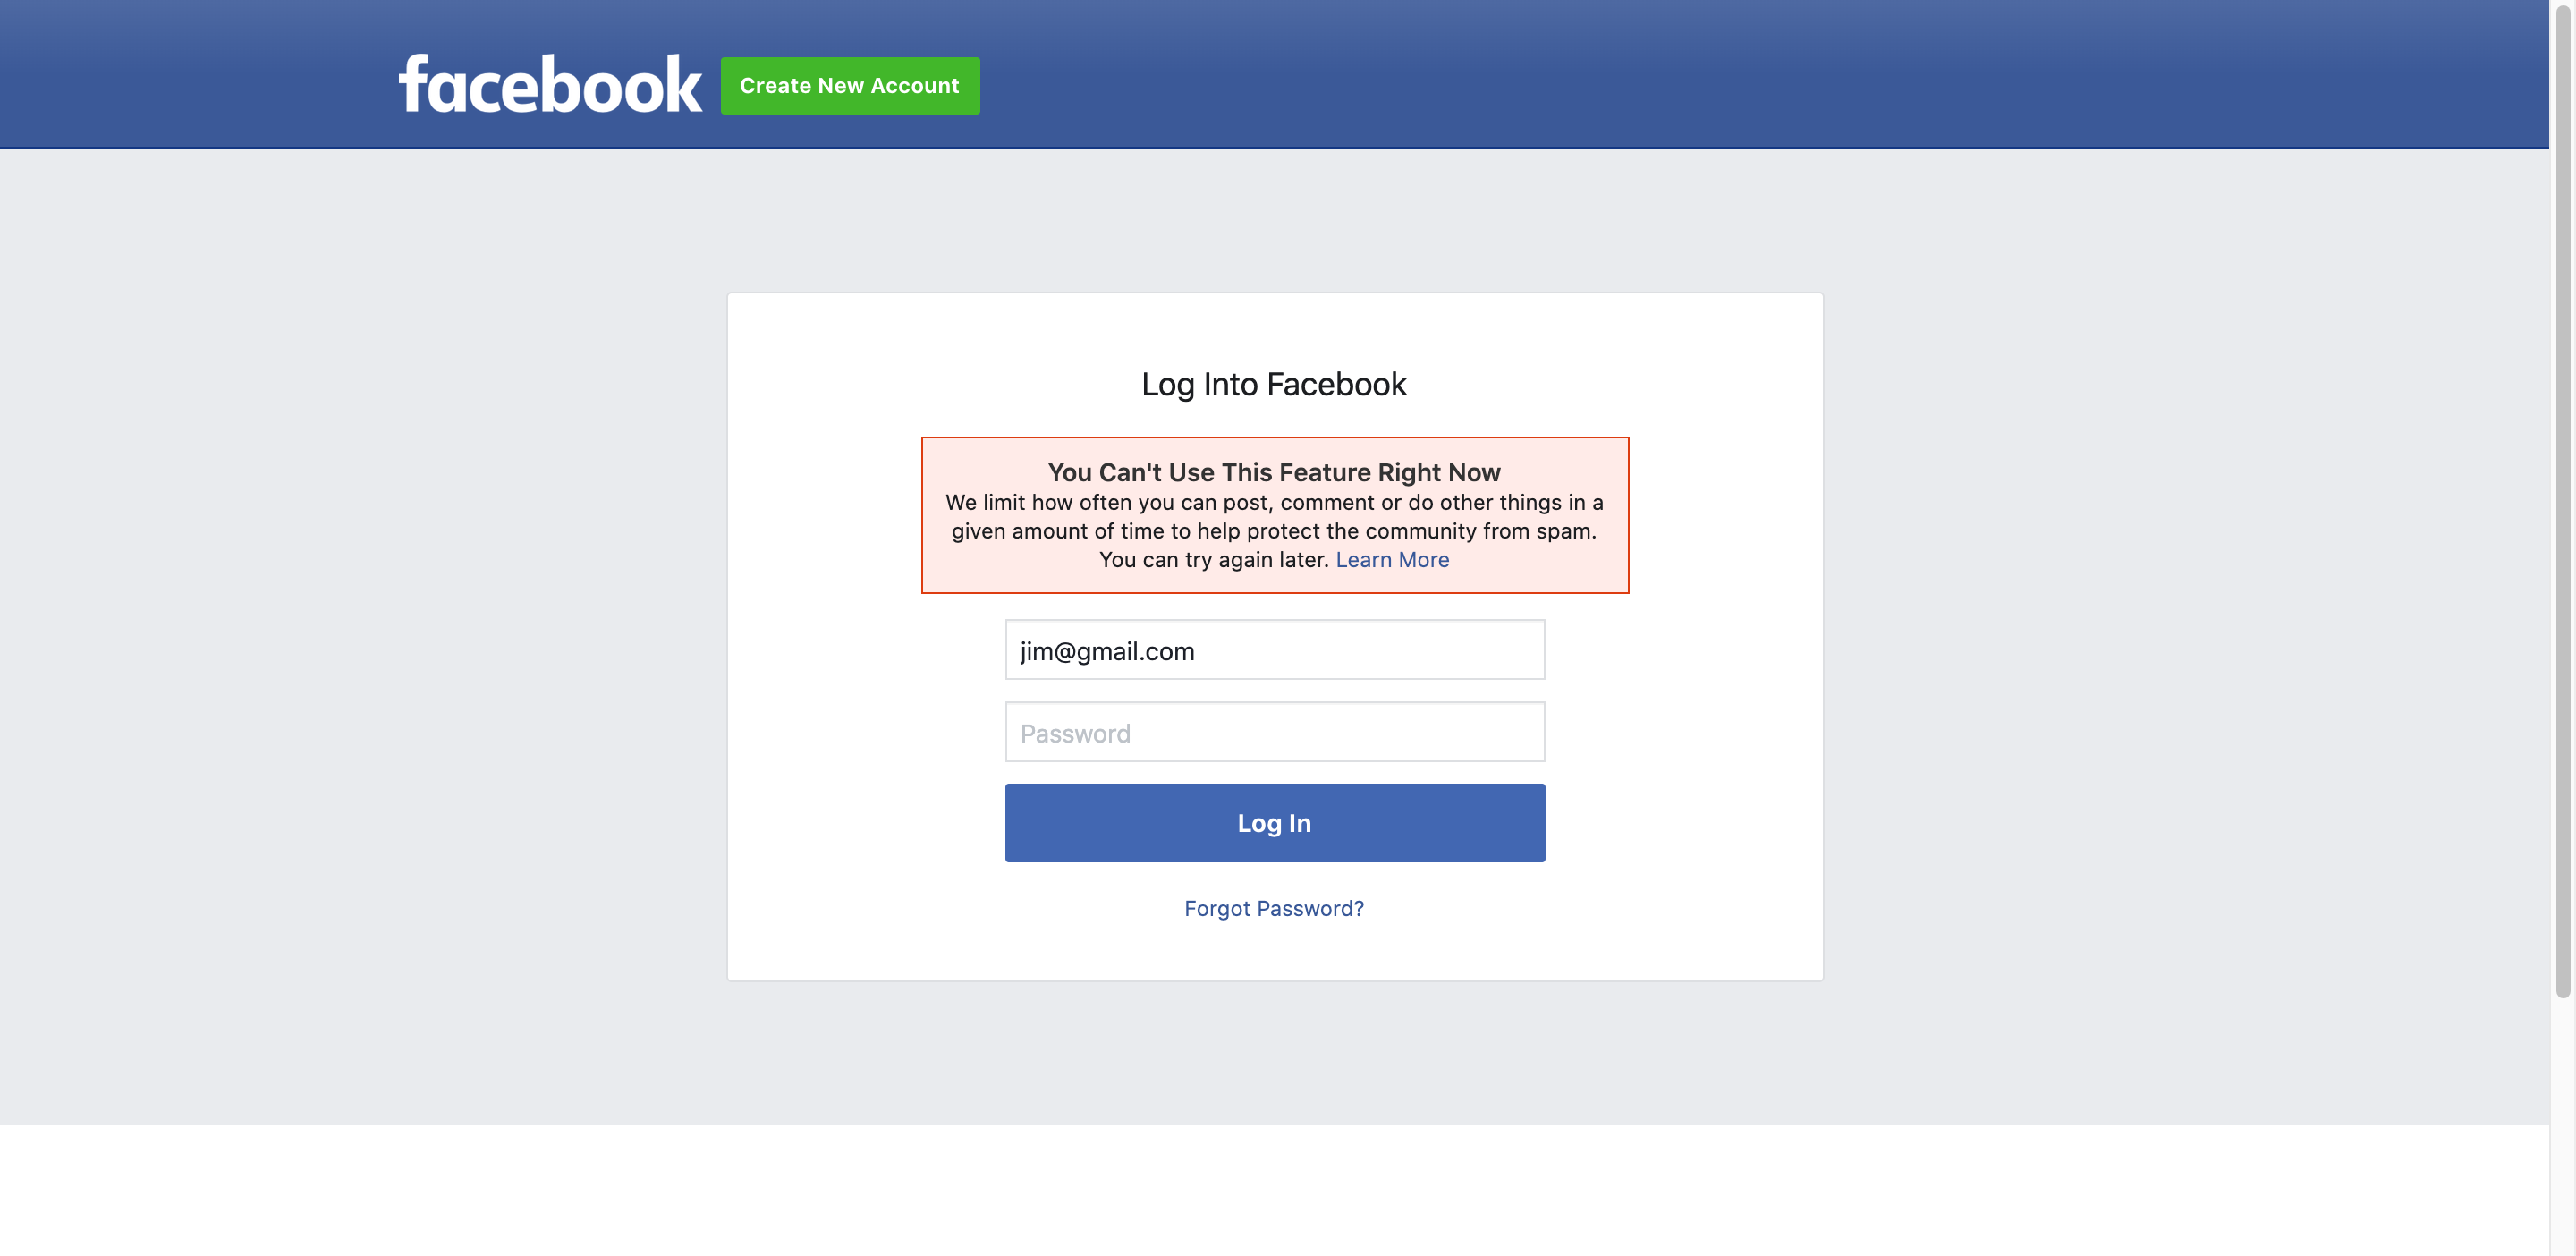 facebook
Create New Account
Log Into Facebook
You Can't Use This Feature Right Now
We limit how often you can post, comment or do other things in a
given amount of time to help protect the community from spam.
You can try again later. Learn More
jim@gmail.com
Password
Log In
Forgot Password?